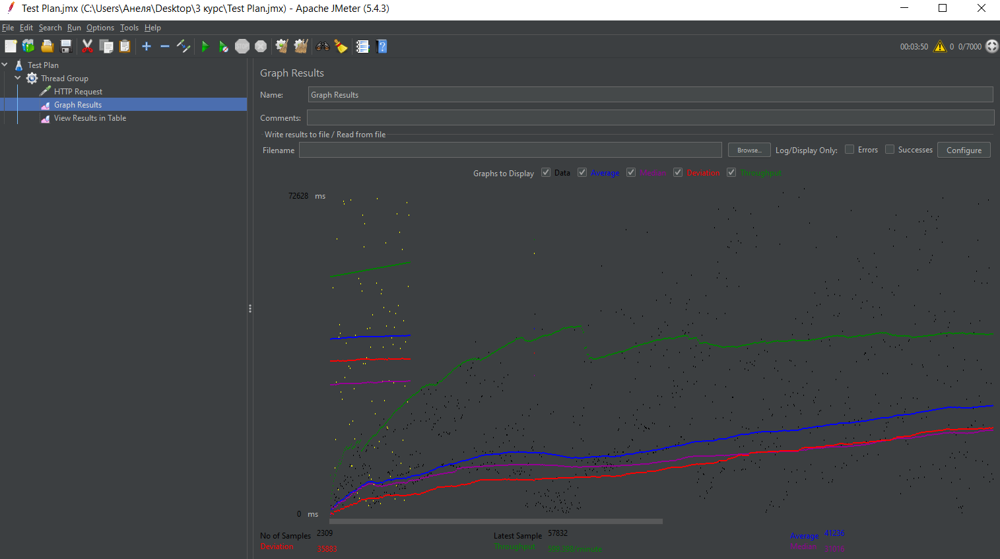 Test Plan.jmx (C:\Users\Анеля\Desktop\3 курс\Test Plan.jmx) - Apache JMeter (5.4.3)
File Edit Search Run Options Tools Help
STOP
00:03:50 0 0/7000
Test Plan
Thread Group
HTTP Request
Graph Results
View Results in Table
Graph Results
Name: Graph Results
Comments:
Write results to file / Read from file
Filename Browse... Log/Display Only: Errors Successes Configure
Graphs to Display Data Average Median Deviation Throughput
72628 ms
0 ms
No of Samples 2309 Latest Sample 57832 Average 41236
Deviation 35883 Throughput 599.398/minute Median